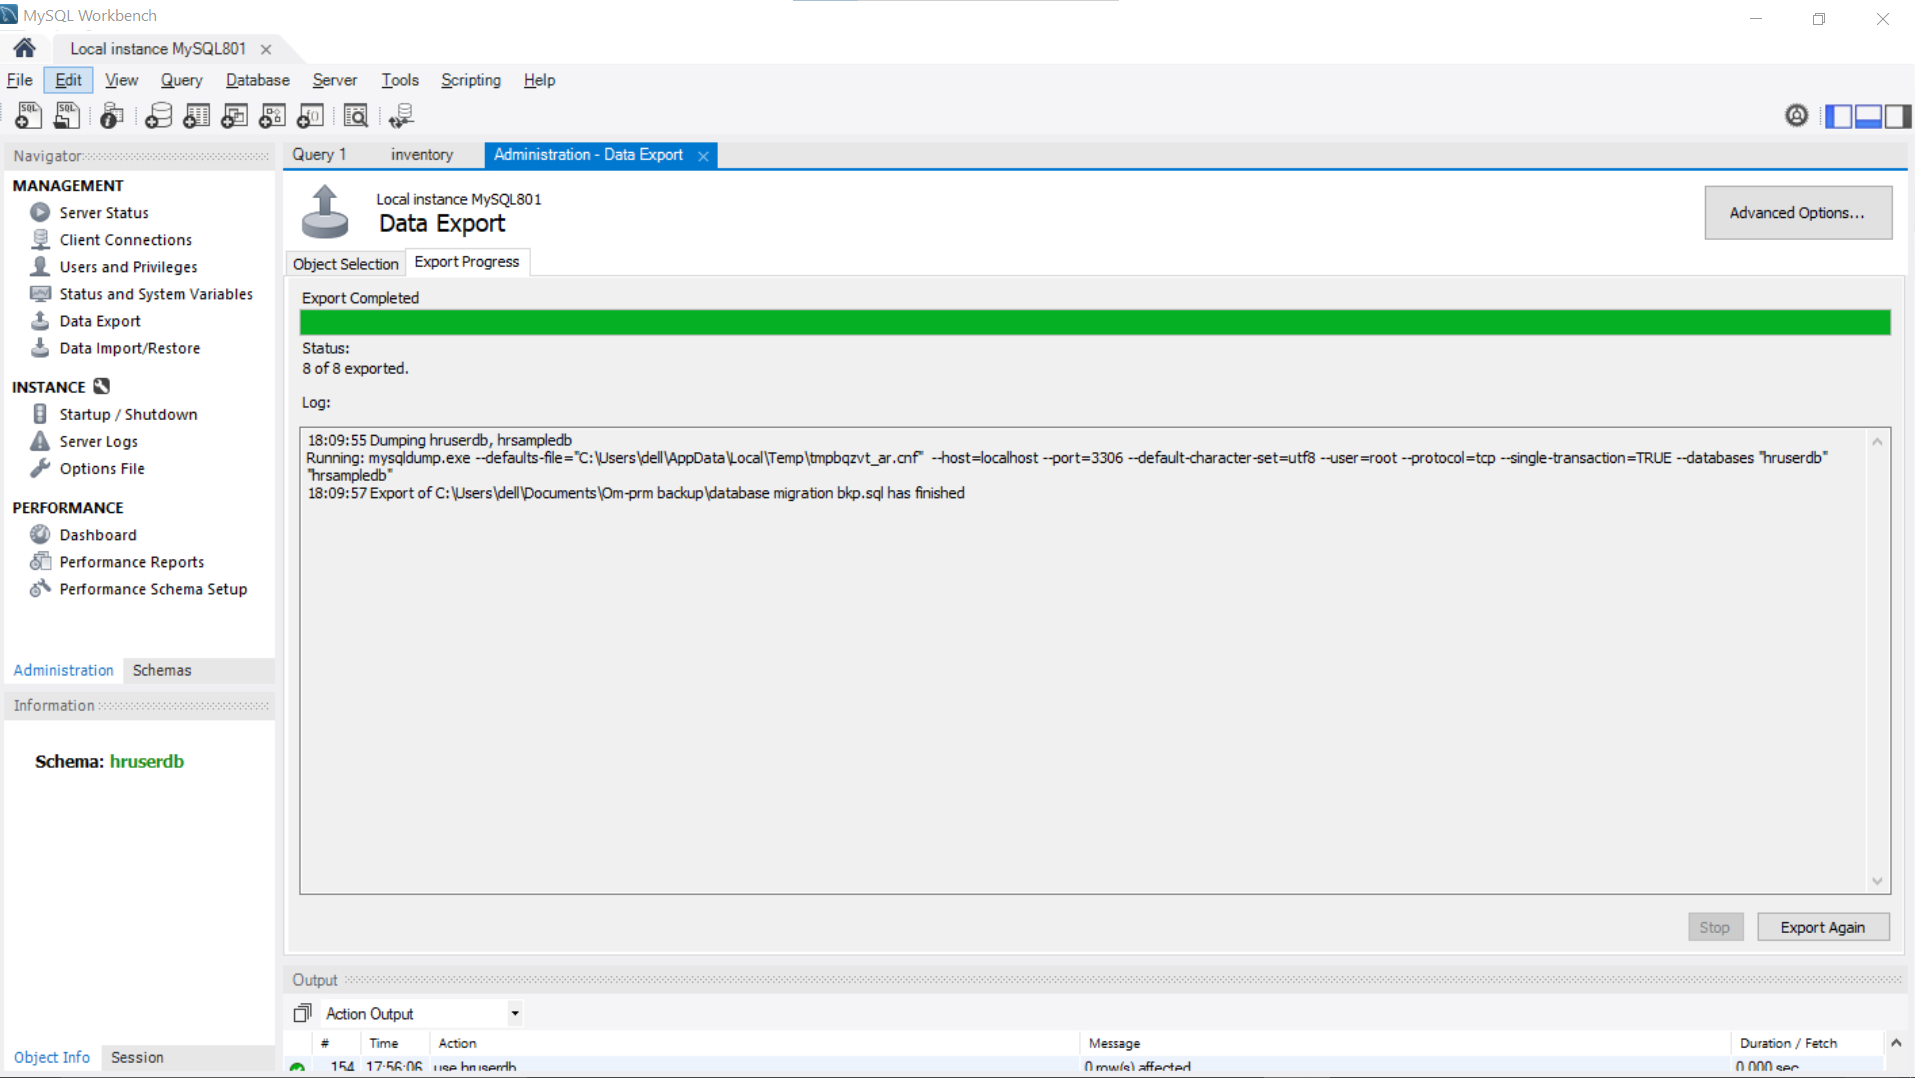 MySQL Workbench
Local instance MySQL801
File Edit View Query Database Server Tools Scripting Help
Navigator
MANAGEMENT
Server Status
Client Connections
Users and Privileges
Status and System Variables
Data Export
Data Import/Restore
INSTANCE
Startup / Shutdown
Server Logs
Options File
PERFORMANCE
Dashboard
Performance Reports
Performance Schema Setup
Administration Schemas
Information
Schema: hruserdb
Object Info Session
Query 1 inventory Administration - Data Export
Local instance MySQL801
Data Export
Advanced Options...
Object Selection Export Progress
Export Completed
Status:
8 of 8 exported.
Log:
18:09:55 Dumping hruserdb, hrsampledb
Running: mysqldump.exe --defaults-file="C:\Users\dell\AppData\Local\Temp\tmpbqzvt_ar.cnf" --host=localhost --port=3306 --default-character-set=utf8 --user=root --protocol=tcp --single-transaction=TRUE --databases "hruserdb"
"hrsampledb"
18:09:57 Export of C:\Users\dell\Documents\Om-prm backup\database migration bkp.sql has finished
Stop Export Again
Output
Action Output
# Time Action Message Duration / Fetch
154 17:56:06 use hruserdb 0 row(s) affected 0.000 sec